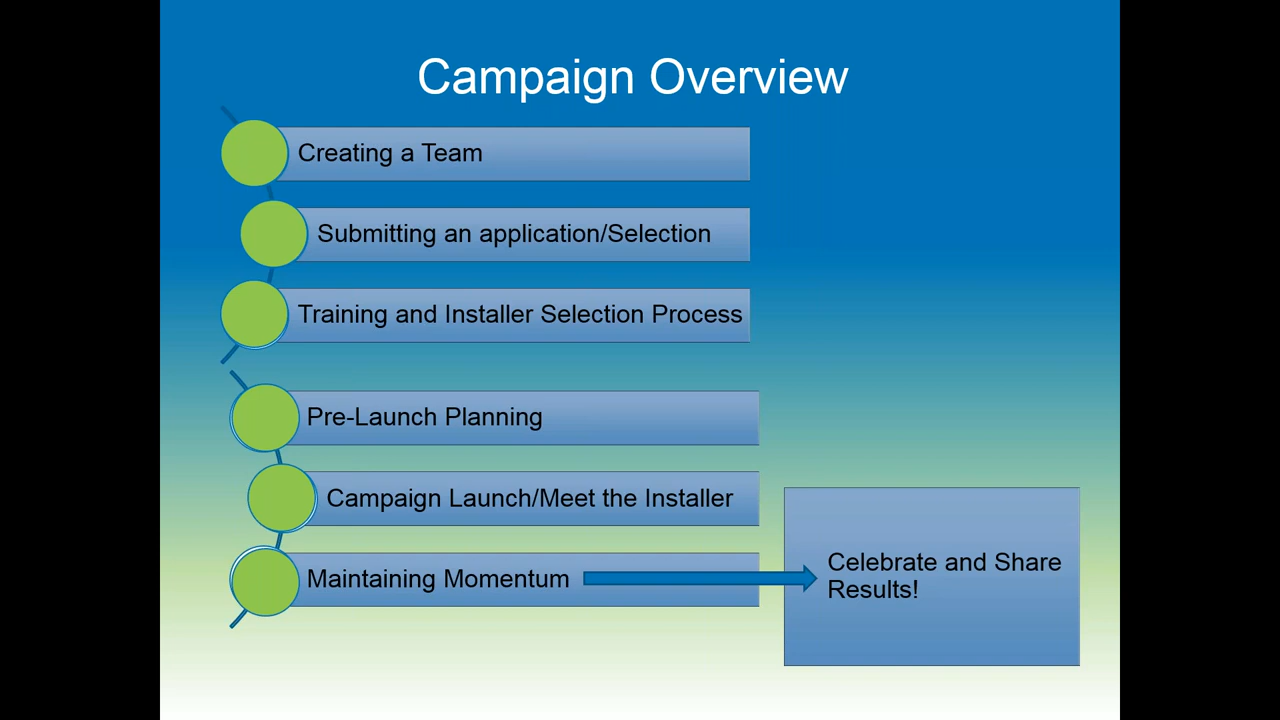 Campaign Overview
Creating a Team
Submitting an application/Selection
Training and Installer Selection Process
Pre-Launch Planning
Campaign Launch/Meet the Installer
Maintaining Momentum
Celebrate and Share
Results!